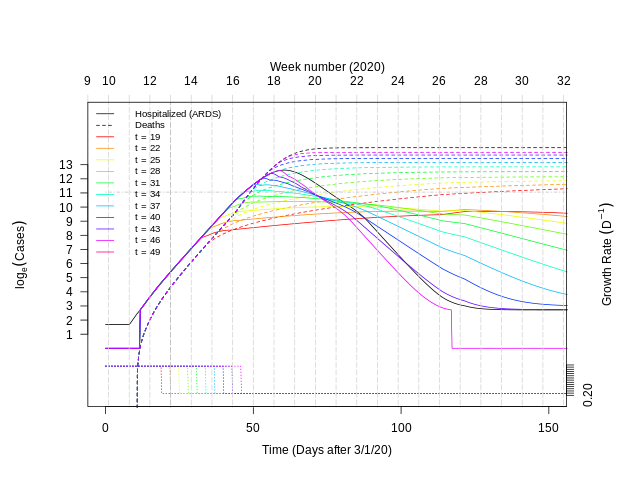 Week number (2020)
9 10 12 14 16 18 20 22 24 26 28 30 32
Hospitalized (ARDS)
Deaths
t = 19
t = 22
t = 25
t = 28
t = 31
t = 34
t = 37
t = 40
t = 43
t = 46
t = 49
13
12
11
10
9
8
7
6
5
4
3
2
1
logₑ(Cases)
Growth Rate (D⁻¹)
0.20
0 50 100 150
Time (Days after 3/1/20)